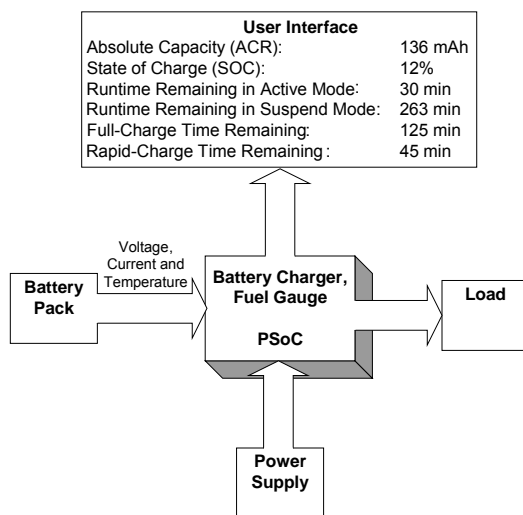 User Interface
Absolute Capacity (ACR): 136 mAh
State of Charge (SOC): 12%
Runtime Remaining in Active Mode: 30 min
Runtime Remaining in Suspend Mode: 263 min
Full-Charge Time Remaining: 125 min
Rapid-Charge Time Remaining : 45 min
Voltage,
Current and
Temperature
Battery
Pack
Battery Charger,
Fuel Gauge
PSoC
Load
Power
Supply